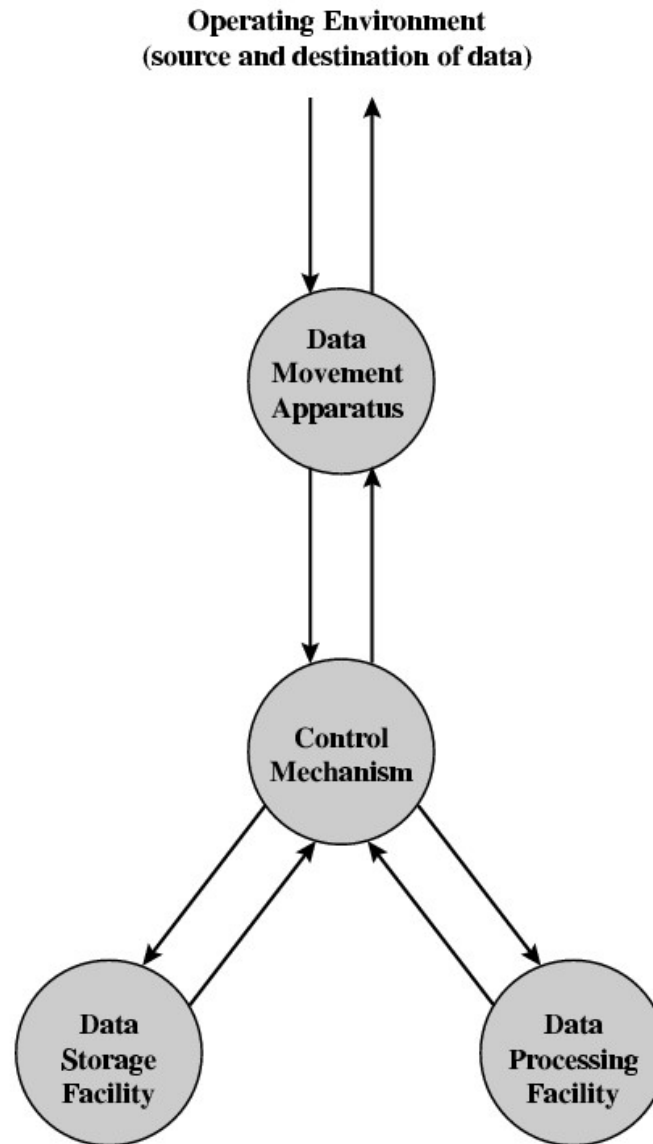 Operating Environment
(source and destination of data)
Data
Movement
Apparatus
Control
Mechanism
Data
Storage
Facility
Data
Processing
Facility